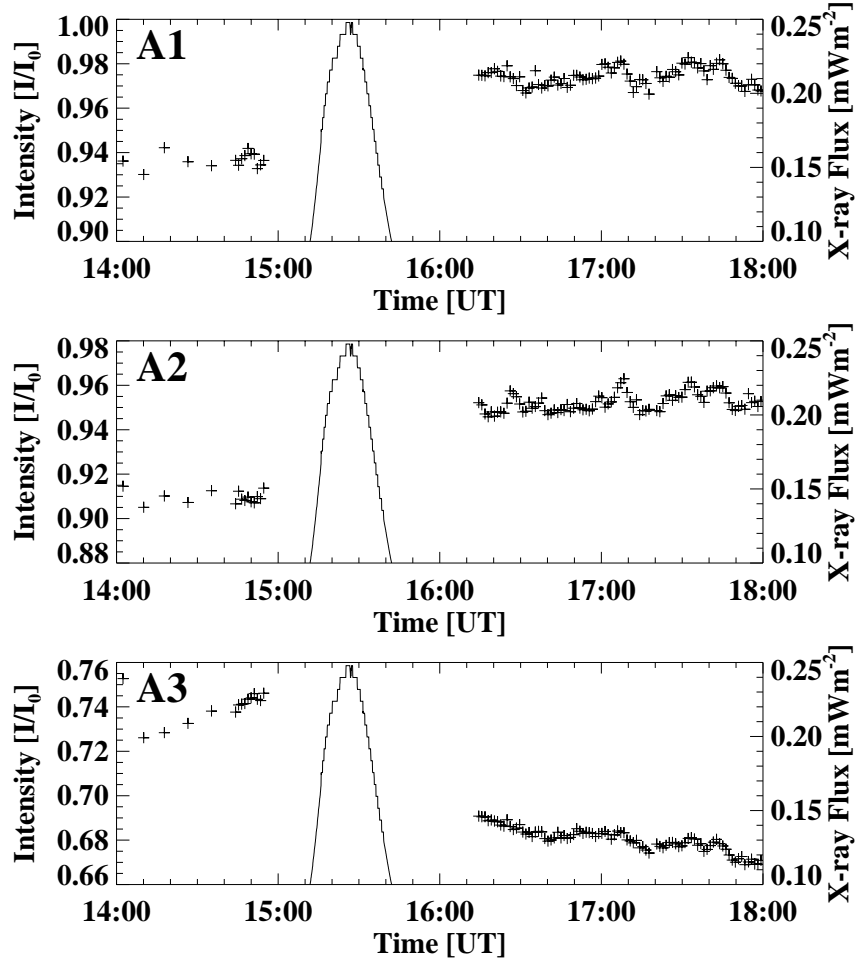 A1
Intensity [I/I0]
1.00
0.98
0.96
0.94
0.92
0.90
X-ray Flux [mWm-2]
0.25
0.20
0.15
0.10
14:00 15:00 16:00 17:00 18:00
Time [UT]
A2
Intensity [I/I0]
0.98
0.96
0.94
0.92
0.90
0.88
X-ray Flux [mWm-2]
0.25
0.20
0.15
0.10
14:00 15:00 16:00 17:00 18:00
Time [UT]
A3
Intensity [I/I0]
0.76
0.74
0.72
0.70
0.68
0.66
X-ray Flux [mWm-2]
0.25
0.20
0.15
0.10
14:00 15:00 16:00 17:00 18:00
Time [UT]